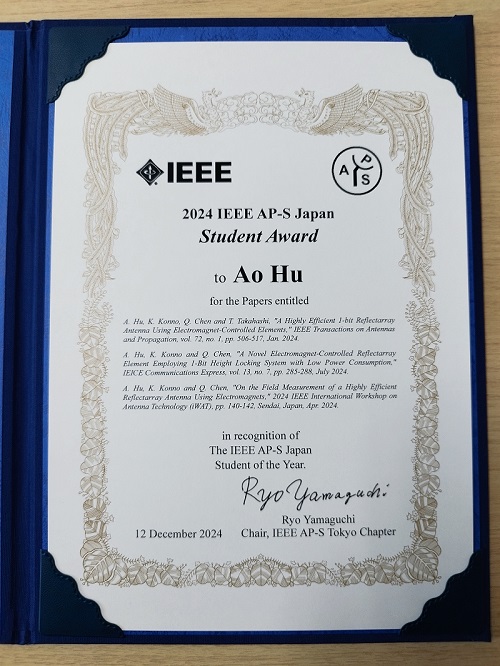 IEEE
A P S
2024 IEEE AP-S Japan
Student Award
to Ao Hu
for the Papers entitled
A. Hu, K. Konno, Q. Chen and T. Takahashi, "A Highly Efficient 1-bit Reflectarray
Antenna Using Electromagnet-Controlled Elements," IEEE Transactions on Antennas
and Propagation, vol. 72, no. 1, pp. 506-517, Jan. 2024.
A. Hu, K. Konno and Q. Chen, "A Novel Electromagnet-Controlled Reflectarray
Element Employing 1-Bit Height Locking System with Low Power Consumption,"
IEICE Communications Express, vol. 13, no. 7, pp. 285-288, July 2024.
A. Hu, K. Konno and Q. Chen, "On the Field Measurement of a Highly Efficient
Reflectarray Antenna Using Electromagnets," 2024 IEEE International Workshop on
Antenna Technology (iWAT), pp. 140-142, Sendai, Japan, Apr. 2024.
in recognition of
The IEEE AP-S Japan
Student of the Year.
Ryo Yamaguchi
Ryo Yamaguchi
12 December 2024 Chair, IEEE AP-S Tokyo Chapter